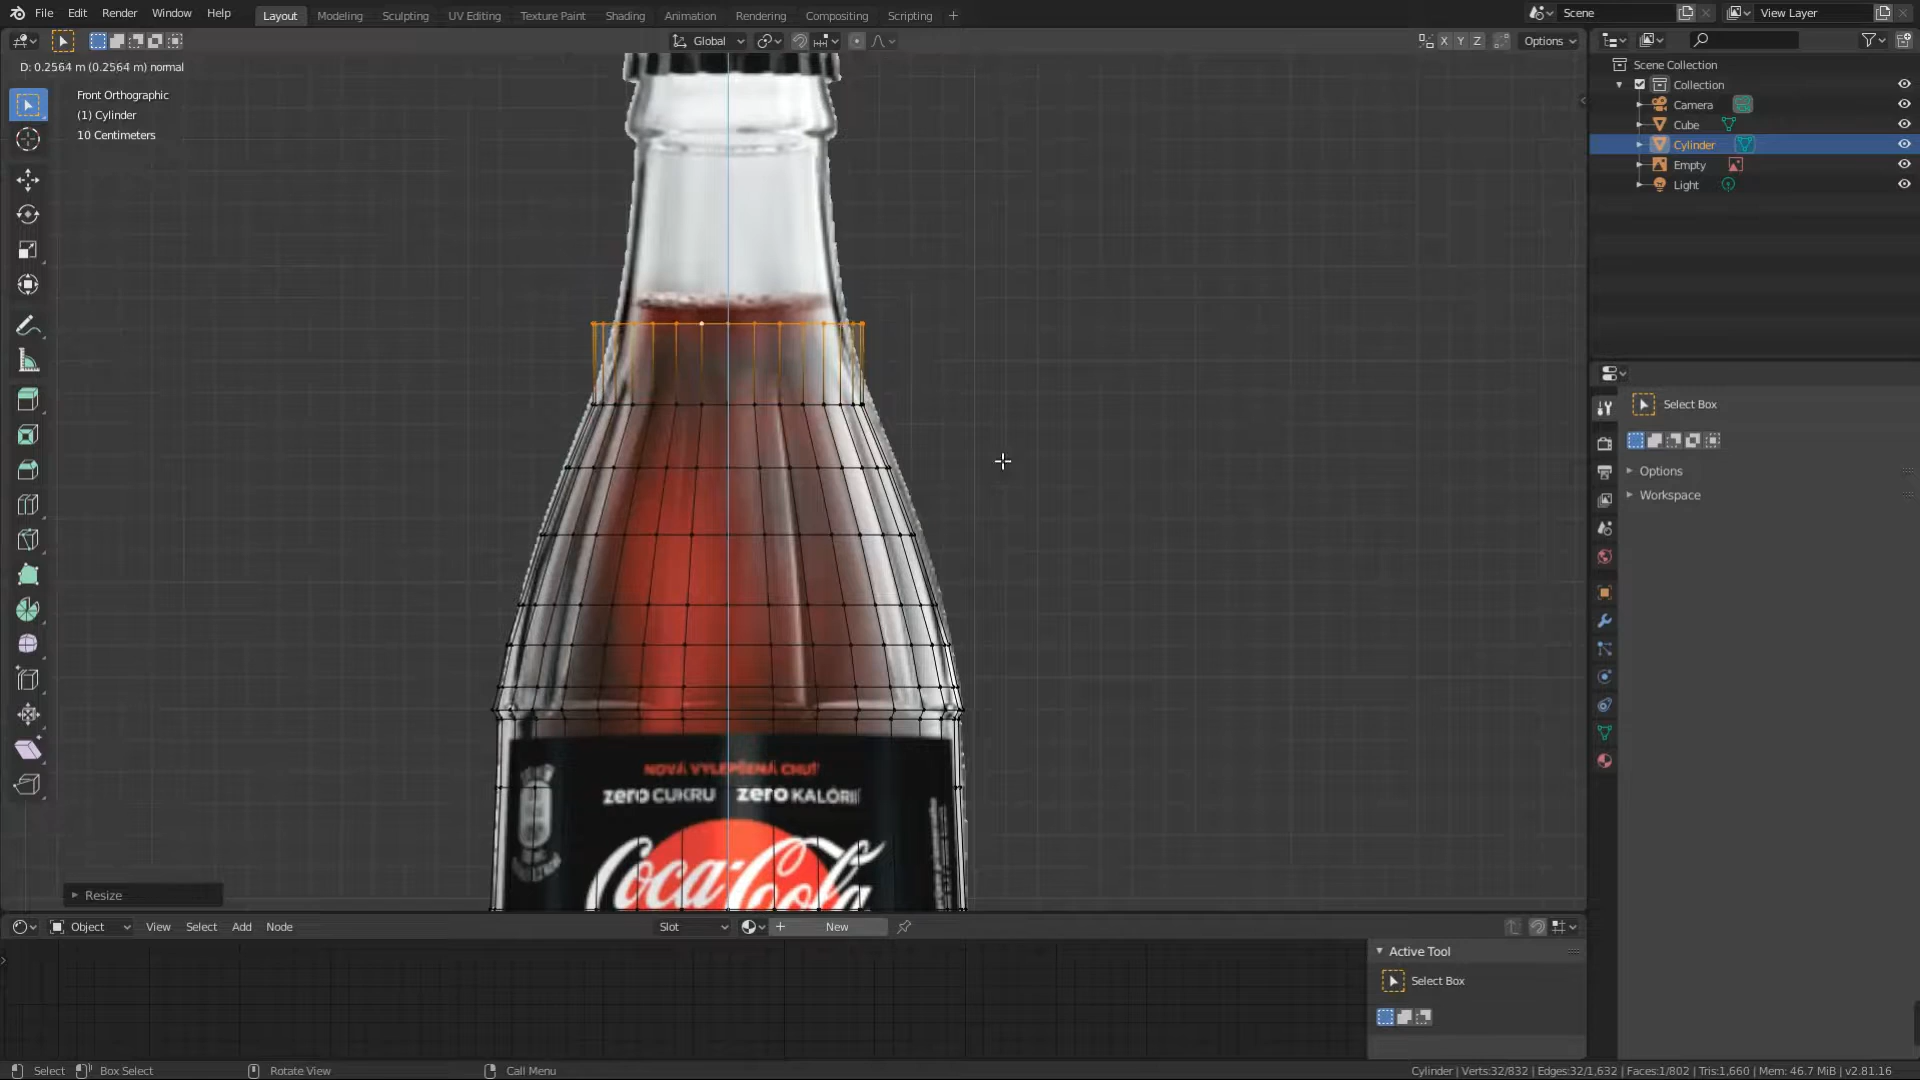 File Edit Render Window Help
Layout Modeling Sculpting UV Editing Texture Paint Shading Animation Rendering Compositing Scripting +
Scene
View Layer
Global
X Y Z
Options
D: 0.2564 m (0.2564 m) normal
Front Orthographic
(1) Cylinder
10 Centimeters
Scene Collection
Collection
Camera
Cube
Cylinder
Empty
Light
Select Box
Options
Workspace
NOVÁ VYLEPŠENÁ CHUŤ
zero CUKRU zero KALÓRIÍ
Coca-Cola
Resize
Object View Select Add Node
Slot
New
Active Tool
Select Box
Select Box Select Rotate View Call Menu
Cylinder | Verts:32/832 | Edges:32/1,632 | Faces:1/802 | Tris:1,660 | Mem: 46.7 MiB | v2.81.16